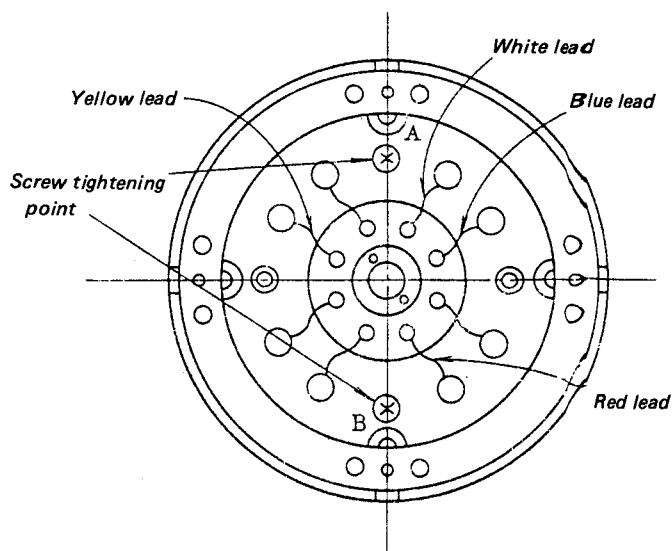 White lead
Yellow lead
Blue lead
A
Screw tightening
point
B
Red lead